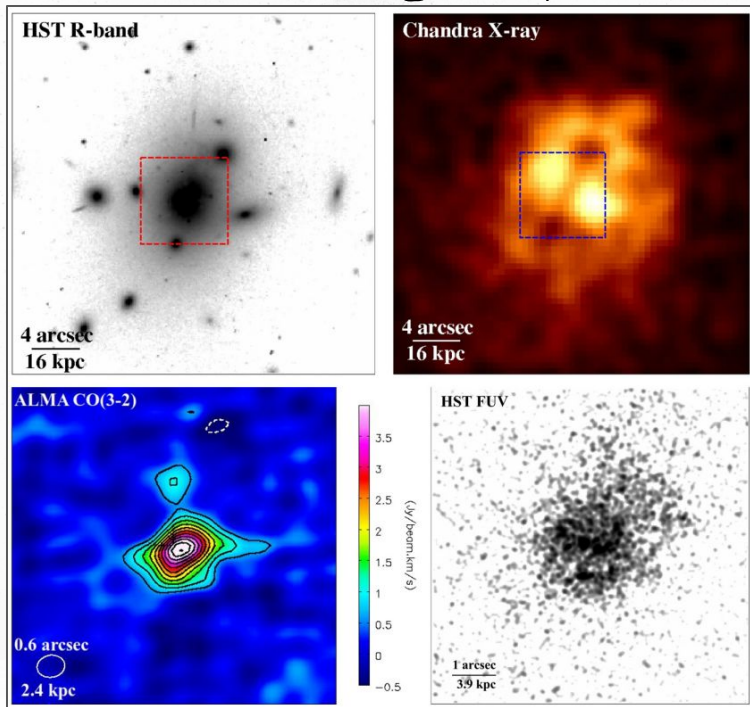 HST R-band
Chandra X-ray
4 arcsec
16 kpc
4 arcsec
16 kpc
ALMA CO(3-2)
HST FUV
3.5
3
2.5
2
1.5
1
0.5
0
−0.5
(Jy/beam.km/s)
0.6 arcsec
2.4 kpc
1 arcsec
3.9 kpc